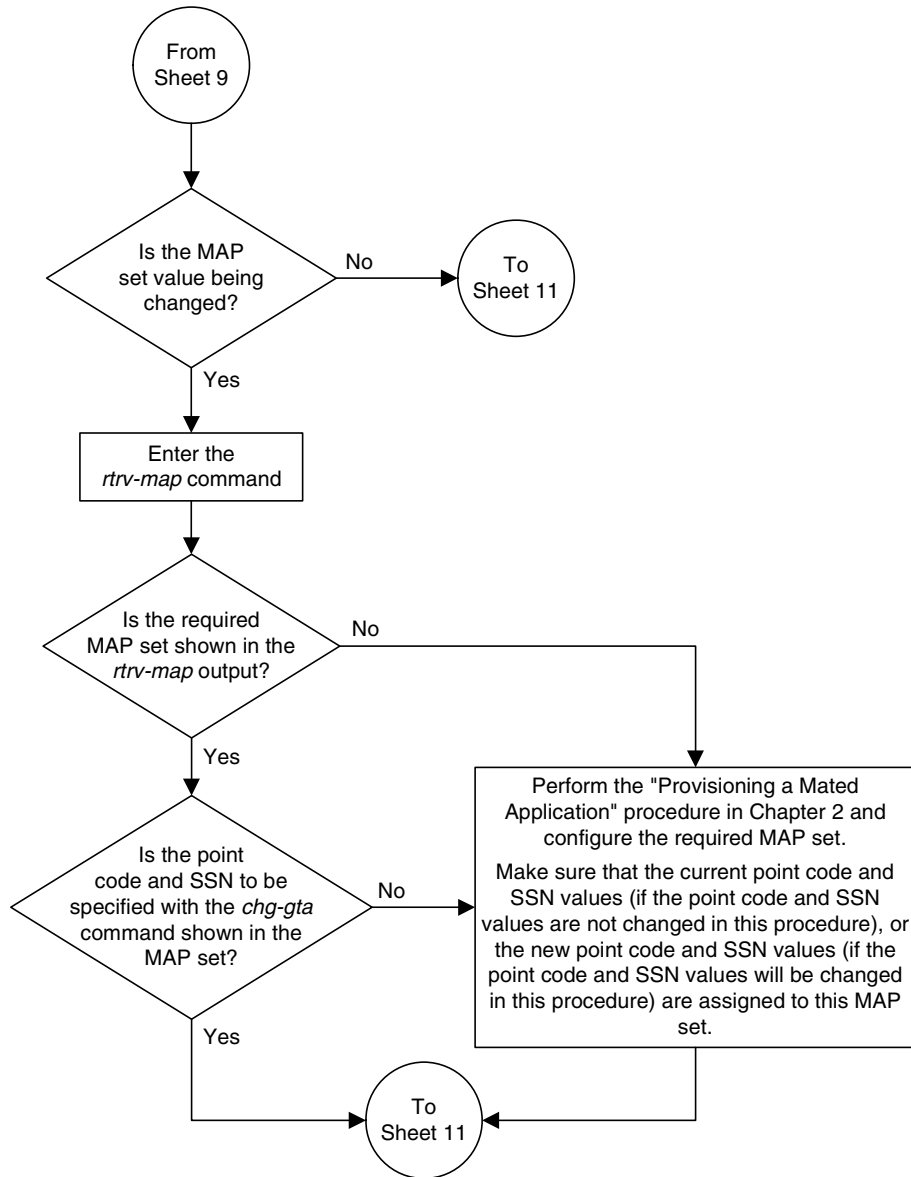 From
Sheet 9
Is the MAP
set value being
changed?
No
To
Sheet 11
Yes
Enter the
rtrv-map command
Is the required
MAP set shown in the
rtrv-map output?
No
Yes
Is the point
code and SSN to be
specified with the chg-gta
command shown in the
MAP set?
No
Perform the "Provisioning a Mated
Application" procedure in Chapter 2 and
configure the required MAP set.
Make sure that the current point code and
SSN values (if the point code and SSN
values are not changed in this procedure), or
the new point code and SSN values (if the
point code and SSN values will be changed
in this procedure) are assigned to this MAP
set.
Yes
To
Sheet 11